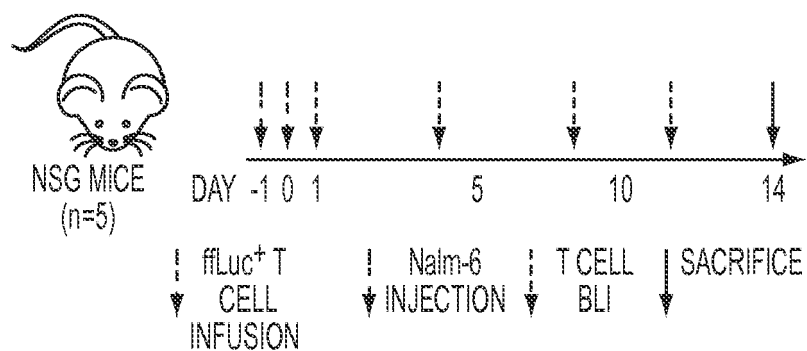 NSG MICE
(n=5)
DAY -1 0 1 5 10 14
ffLuc+ T
CELL
INFUSION
Nalm-6
INJECTION
T CELL
BLI
SACRIFICE